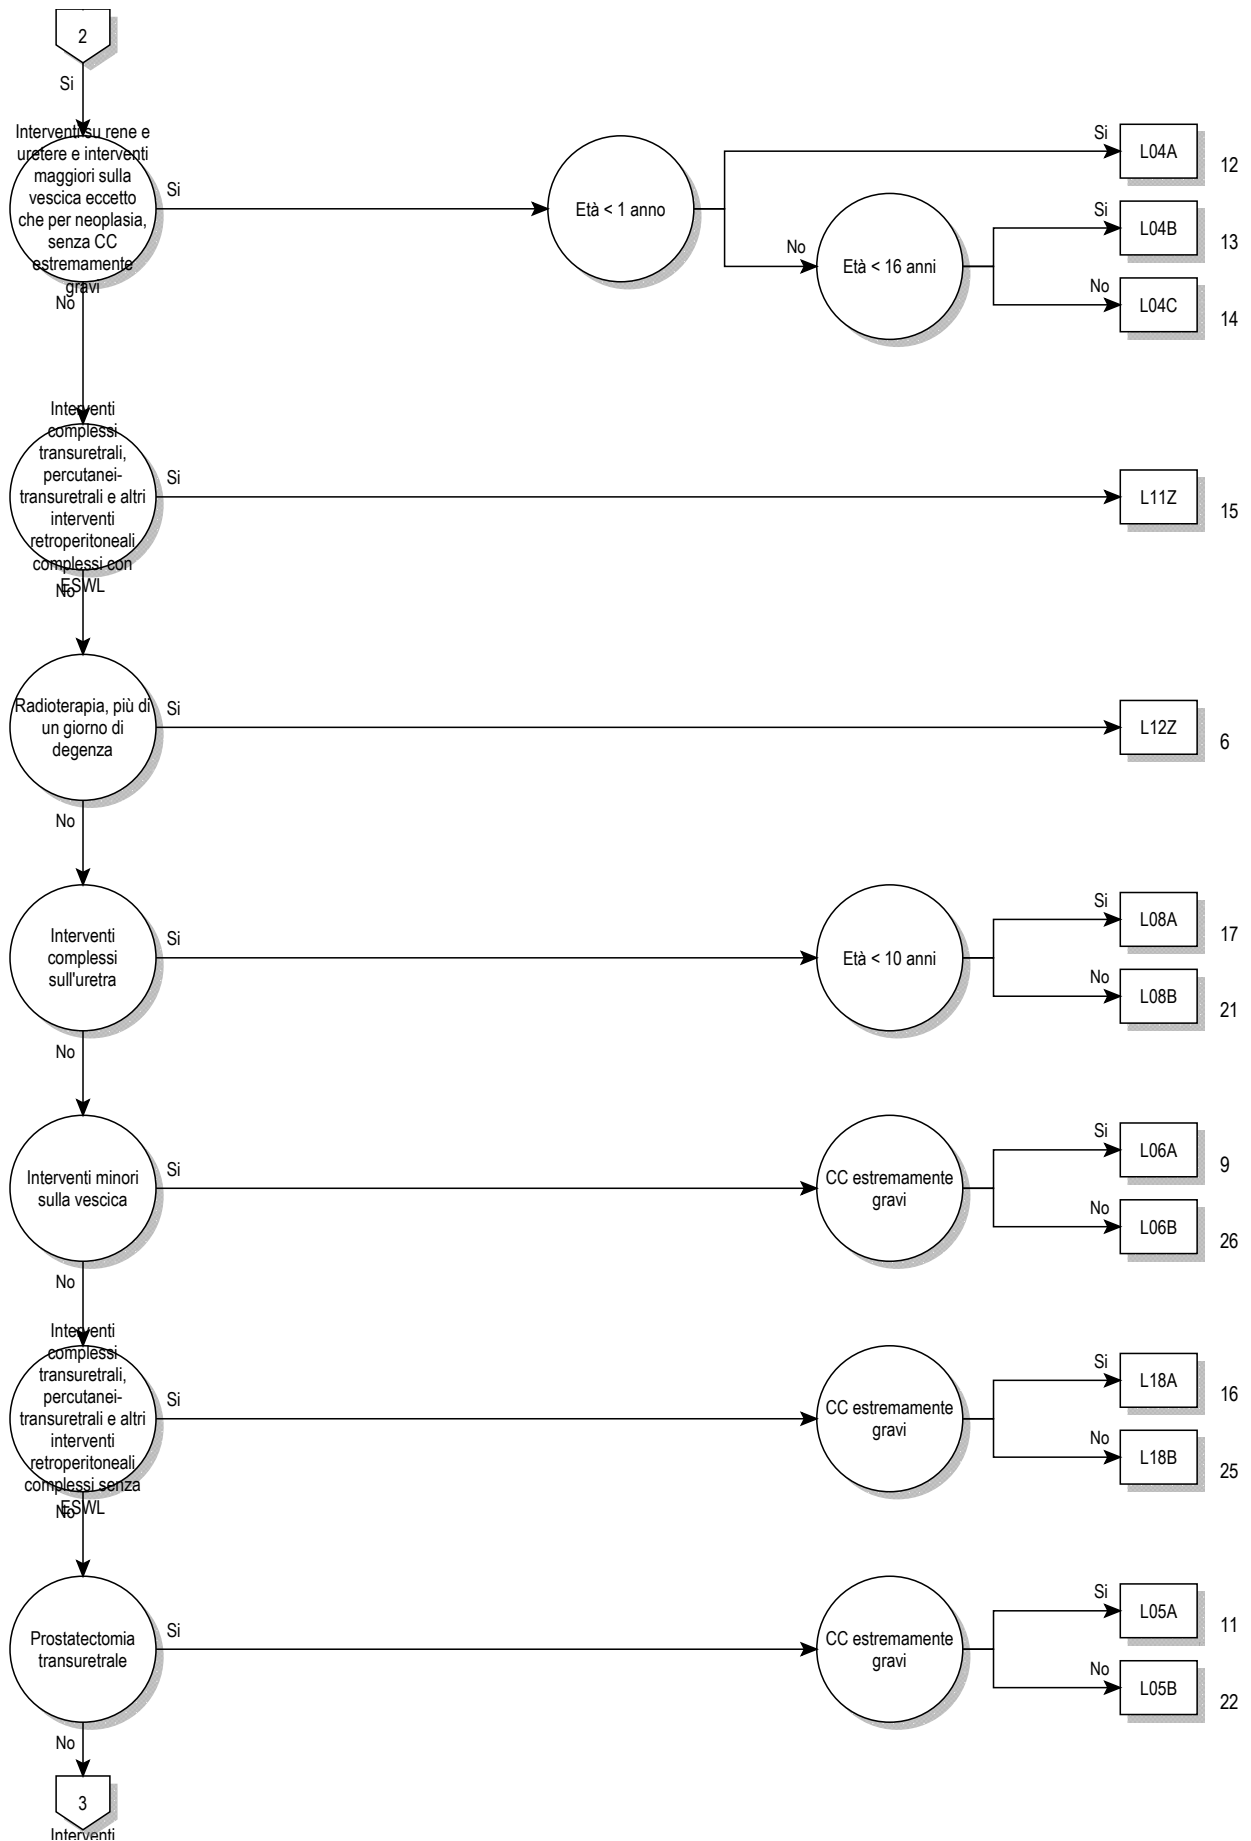 2
Si
Interventi su rene e
uretere e interventi
maggiori sulla
vescica eccetto
che per neoplasia,
senza CC
estremamente
gravi
Si
No
Età < 1 anno
Si
L04A
12
No
Età < 16 anni
Si
L04B
13
No
L04C
14
Interventi
complessi
transuretrali,
percutanei-
transuretrali e altri
interventi
retroperitoneali
complessi con
ESWL
Si
No
L11Z
15
Radioterapia, più di
un giorno di
degenza
Si
No
L12Z
6
Interventi
complessi
sull'uretra
Si
No
Età < 10 anni
Si
L08A
17
No
L08B
21
Interventi minori
sulla vescica
Si
No
CC estremamente
gravi
Si
L06A
9
No
L06B
26
Interventi
complessi
transuretrali,
percutanei-
transuretrali e altri
interventi
retroperitoneali
complessi senza
ESWL
Si
No
CC estremamente
gravi
Si
L18A
16
No
L18B
25
Prostatectomia
transuretrale
Si
No
CC estremamente
gravi
Si
L05A
11
No
L05B
22
3
Interventi